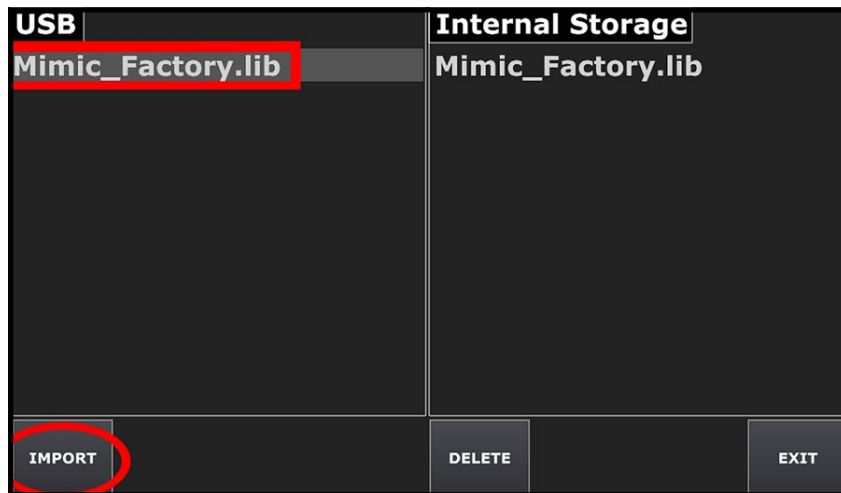 USB
Mimic_Factory.lib
Internal Storage
Mimic_Factory.lib
IMPORT
DELETE
EXIT